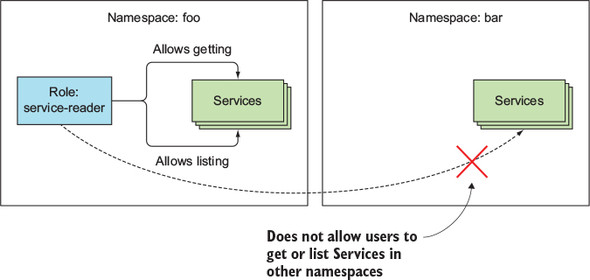 Namespace: foo
Allows getting
Role:
service-reader
Services
Allows listing
Namespace: bar
Services
Does not allow users to
get or list Services in
other namespaces